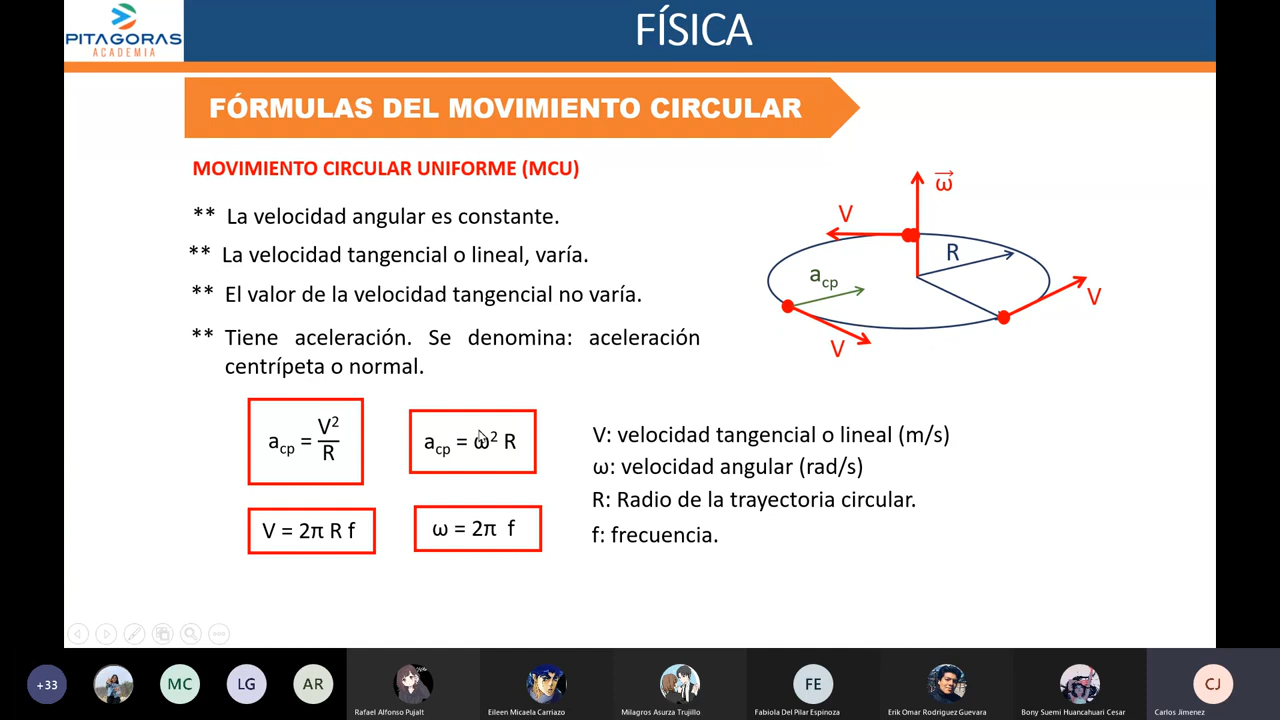 PITAGORAS
ACADEMIA
FÍSICA
FÓRMULAS DEL MOVIMIENTO CIRCULAR
MOVIMIENTO CIRCULAR UNIFORME (MCU)
** La velocidad angular es constante.
** La velocidad tangencial o lineal, varía.
** El valor de la velocidad tangencial no varía.
** Tiene aceleración. Se denomina: aceleración
centrípeta o normal.
ω⃗
V
R
a_cp
V
V
a_cp = V²/R
a_cp = ω² R
V = 2π R f
ω = 2π f
V: velocidad tangencial o lineal (m/s)
ω: velocidad angular (rad/s)
R: Radio de la trayectoria circular.
f: frecuencia.
+33
MC
LG
AR
FE
CJ
Rafael Alfonso Pujalt
Eileen Micaela Carriazo
Milagros Asurza Trujillo
Fabiola Del Pilar Espinoza
Erik Omar Rodriguez Guevara
Bony Suemi Huancahuari Cesar
Carlos Jimenez